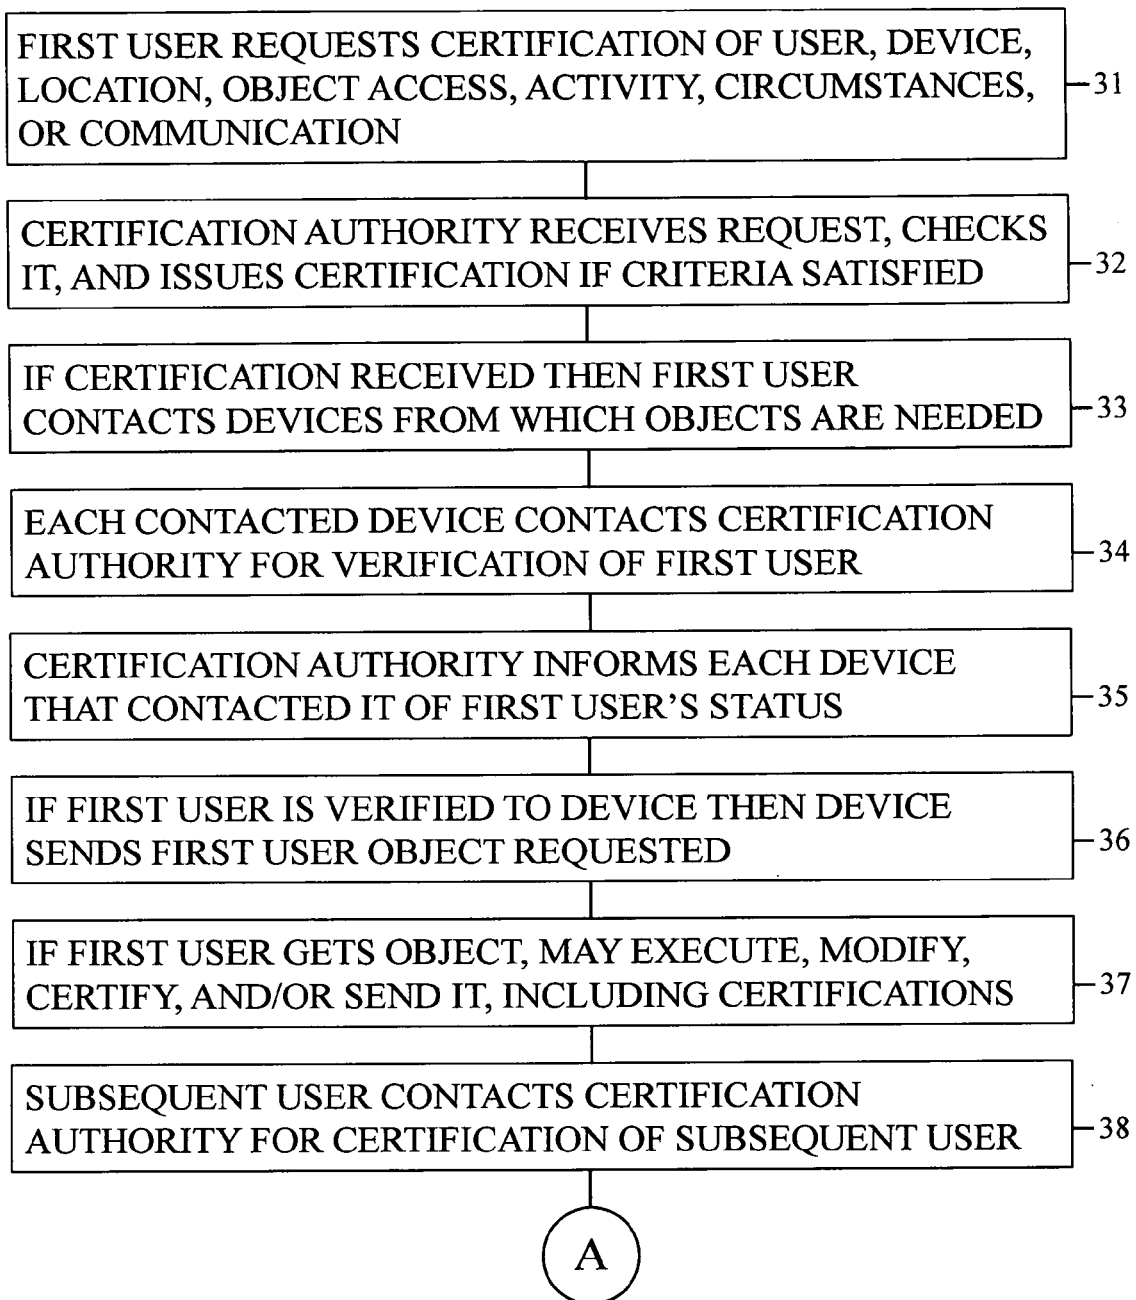 FIRST USER REQUESTS CERTIFICATION OF USER, DEVICE,
LOCATION, OBJECT ACCESS, ACTIVITY, CIRCUMSTANCES,
OR COMMUNICATION
31
CERTIFICATION AUTHORITY RECEIVES REQUEST, CHECKS
IT, AND ISSUES CERTIFICATION IF CRITERIA SATISFIED
32
IF CERTIFICATION RECEIVED THEN FIRST USER
CONTACTS DEVICES FROM WHICH OBJECTS ARE NEEDED
33
EACH CONTACTED DEVICE CONTACTS CERTIFICATION
AUTHORITY FOR VERIFICATION OF FIRST USER
34
CERTIFICATION AUTHORITY INFORMS EACH DEVICE
THAT CONTACTED IT OF FIRST USER'S STATUS
35
IF FIRST USER IS VERIFIED TO DEVICE THEN DEVICE
SENDS FIRST USER OBJECT REQUESTED
36
IF FIRST USER GETS OBJECT, MAY EXECUTE, MODIFY,
CERTIFY, AND/OR SEND IT, INCLUDING CERTIFICATIONS
37
SUBSEQUENT USER CONTACTS CERTIFICATION
AUTHORITY FOR CERTIFICATION OF SUBSEQUENT USER
38
A